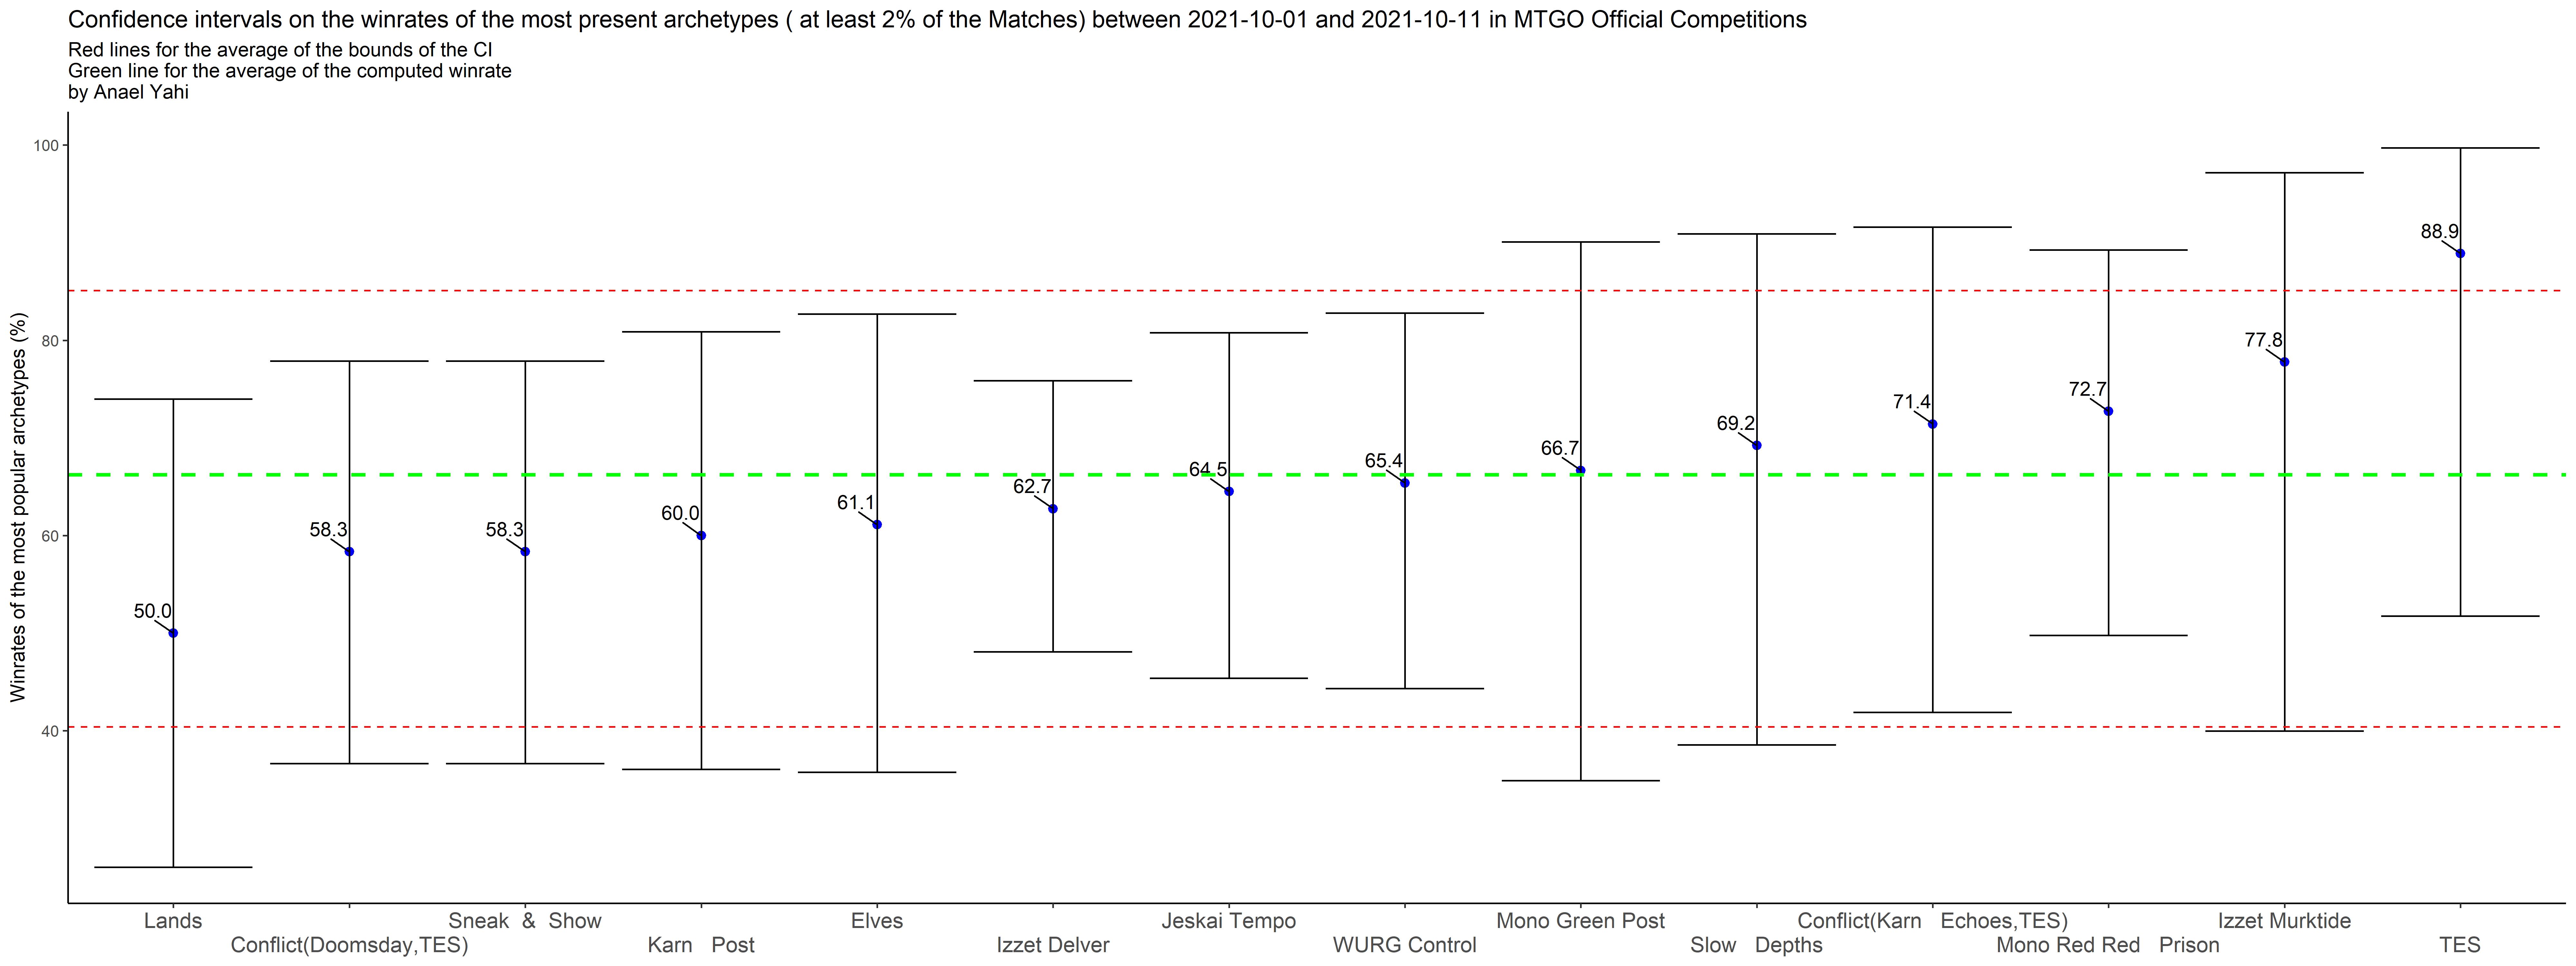 Confidence intervals on the winrates of the most present archetypes ( at least 2% of the Matches) between 2021-10-01 and 2021-10-11 in MTGO Official Competitions
Red lines for the average of the bounds of the CI
Green line for the average of the computed winrate
by Anael Yahi
Winrates of the most popular archetypes (%)
100
80
60
40
50.0
58.3
58.3
60.0
61.1
62.7
64.5
65.4
66.7
69.2
71.4
72.7
77.8
88.9
Lands
Conflict(Doomsday,TES)
Sneak & Show
Karn Post
Elves
Izzet Delver
Jeskai Tempo
WURG Control
Mono Green Post
Slow Depths
Conflict(Karn Echoes,TES)
Mono Red Red Prison
Izzet Murktide
TES